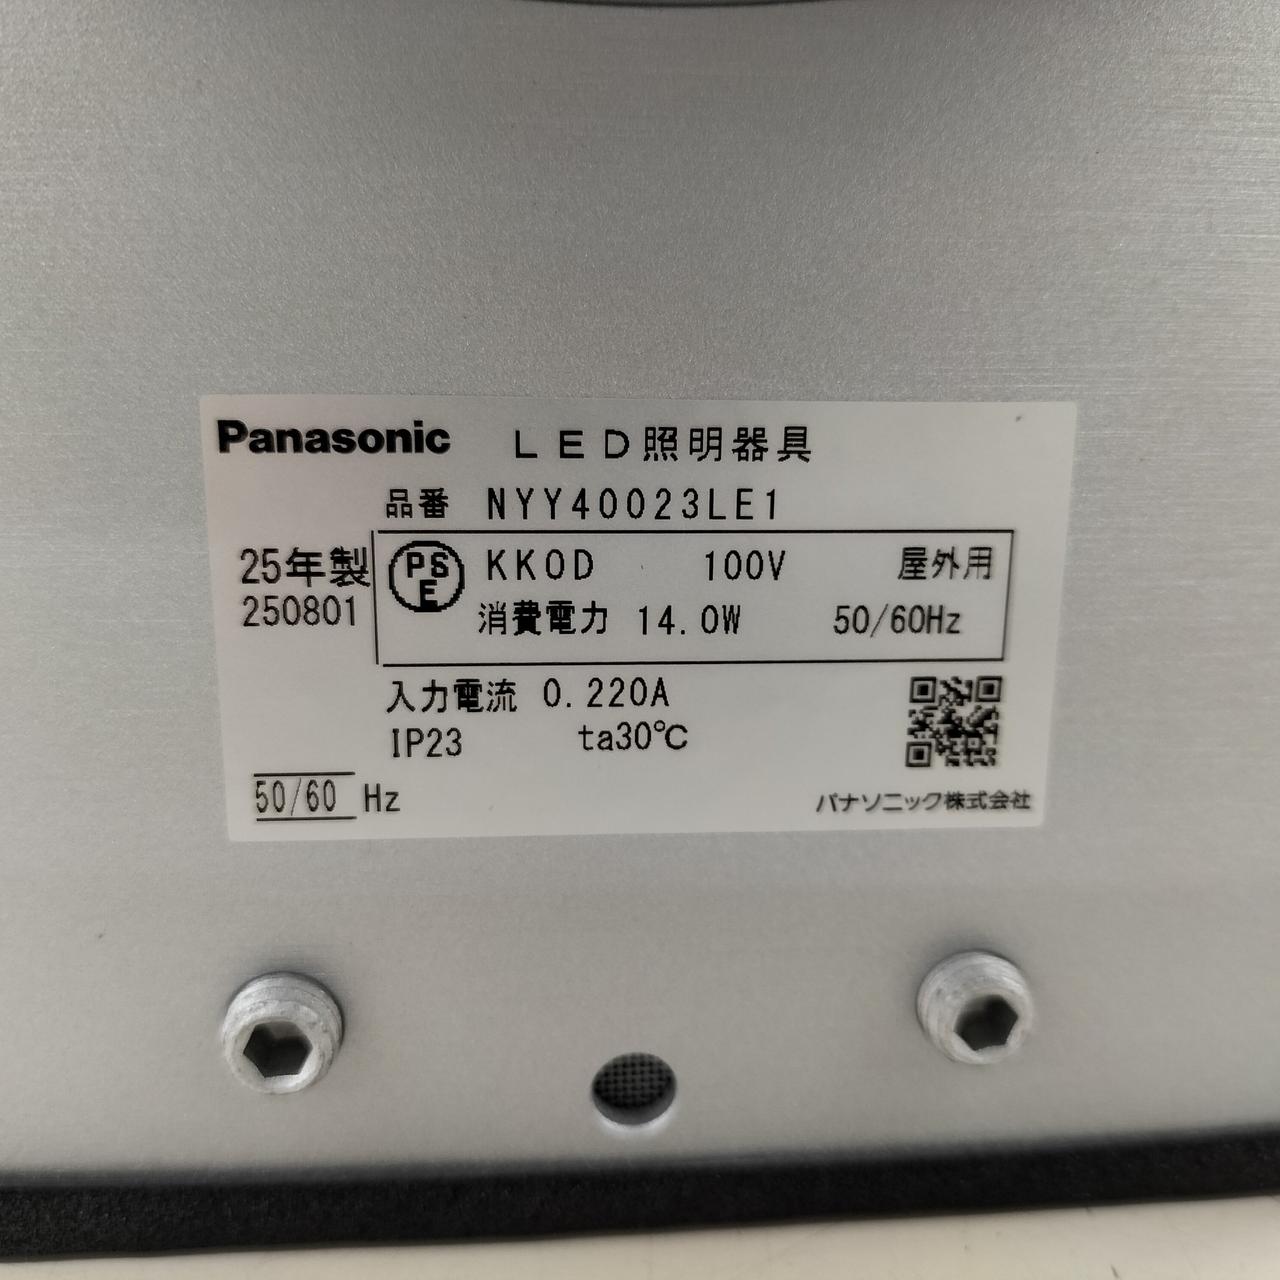 Panasonic LED照明器具
品番 NYY40023LE1
25年製
250801
PSE KKOD 100V 屋外用
消費電力 14.0W 50/60Hz
入力電流 0.220A
IP23 ta30℃
50/60 Hz
パナソニック株式会社